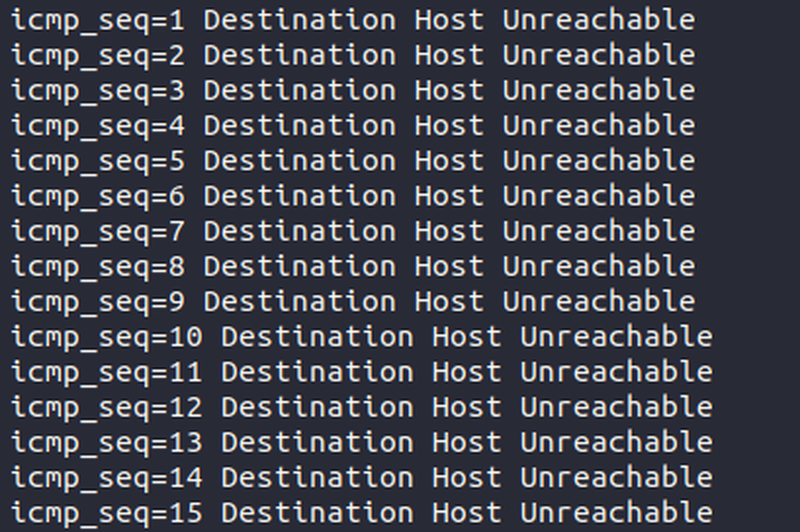 icmp_seq=1 Destination Host Unreachable
icmp_seq=2 Destination Host Unreachable
icmp_seq=3 Destination Host Unreachable
icmp_seq=4 Destination Host Unreachable
icmp_seq=5 Destination Host Unreachable
icmp_seq=6 Destination Host Unreachable
icmp_seq=7 Destination Host Unreachable
icmp_seq=8 Destination Host Unreachable
icmp_seq=9 Destination Host Unreachable
icmp_seq=10 Destination Host Unreachable
icmp_seq=11 Destination Host Unreachable
icmp_seq=12 Destination Host Unreachable
icmp_seq=13 Destination Host Unreachable
icmp_seq=14 Destination Host Unreachable
icmp_seq=15 Destination Host Unreachable